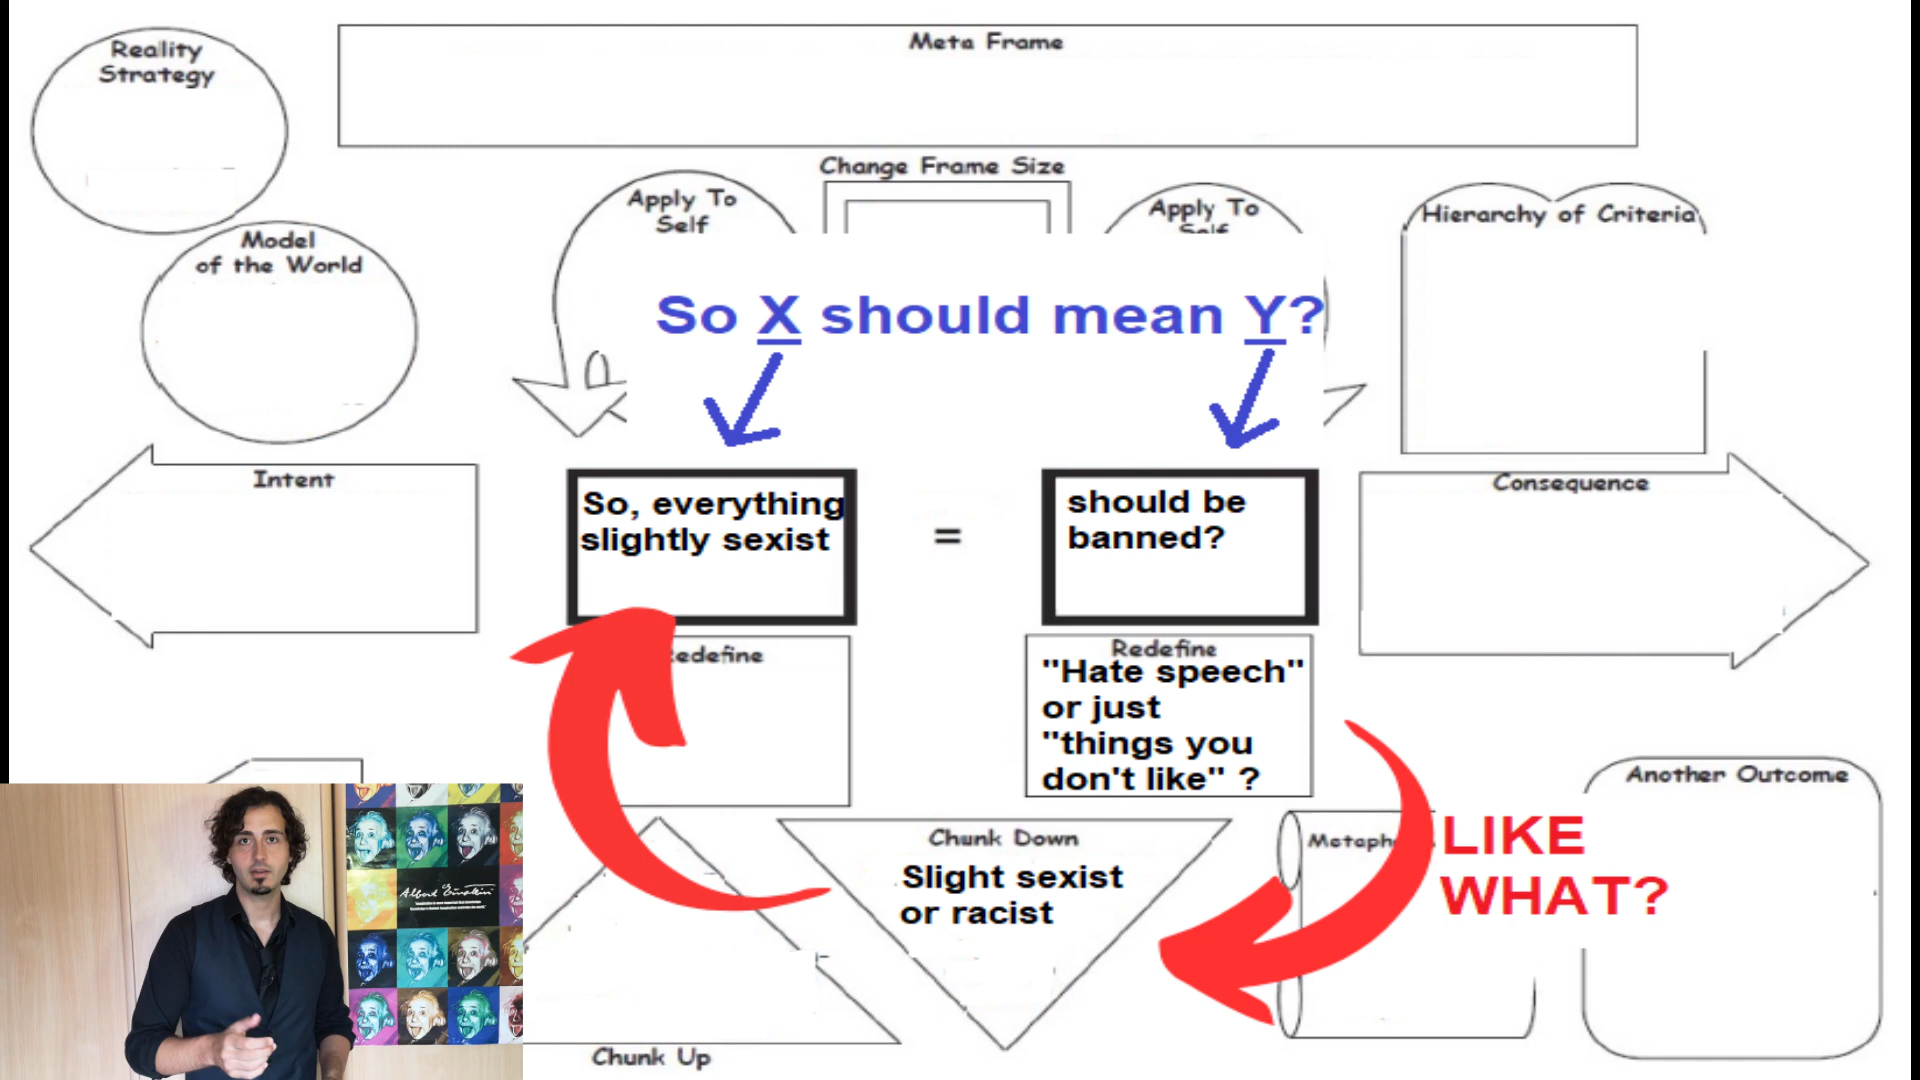 Reality
Strategy
Meta Frame
Change Frame Size
Apply To
Self
Apply To
Self
Hierarchy of Criteria
Model
of the World
So X should mean Y?
Intent
So, everything
slightly sexist
=
should be
banned?
Consequence
edefine
Redefine
"Hate speech"
or just
"things you
don't like" ?
Another Outcome
Chunk Down
Slight sexist
or racist
Metaph
LIKE
WHAT?
Albert Einstein
Chunk Up